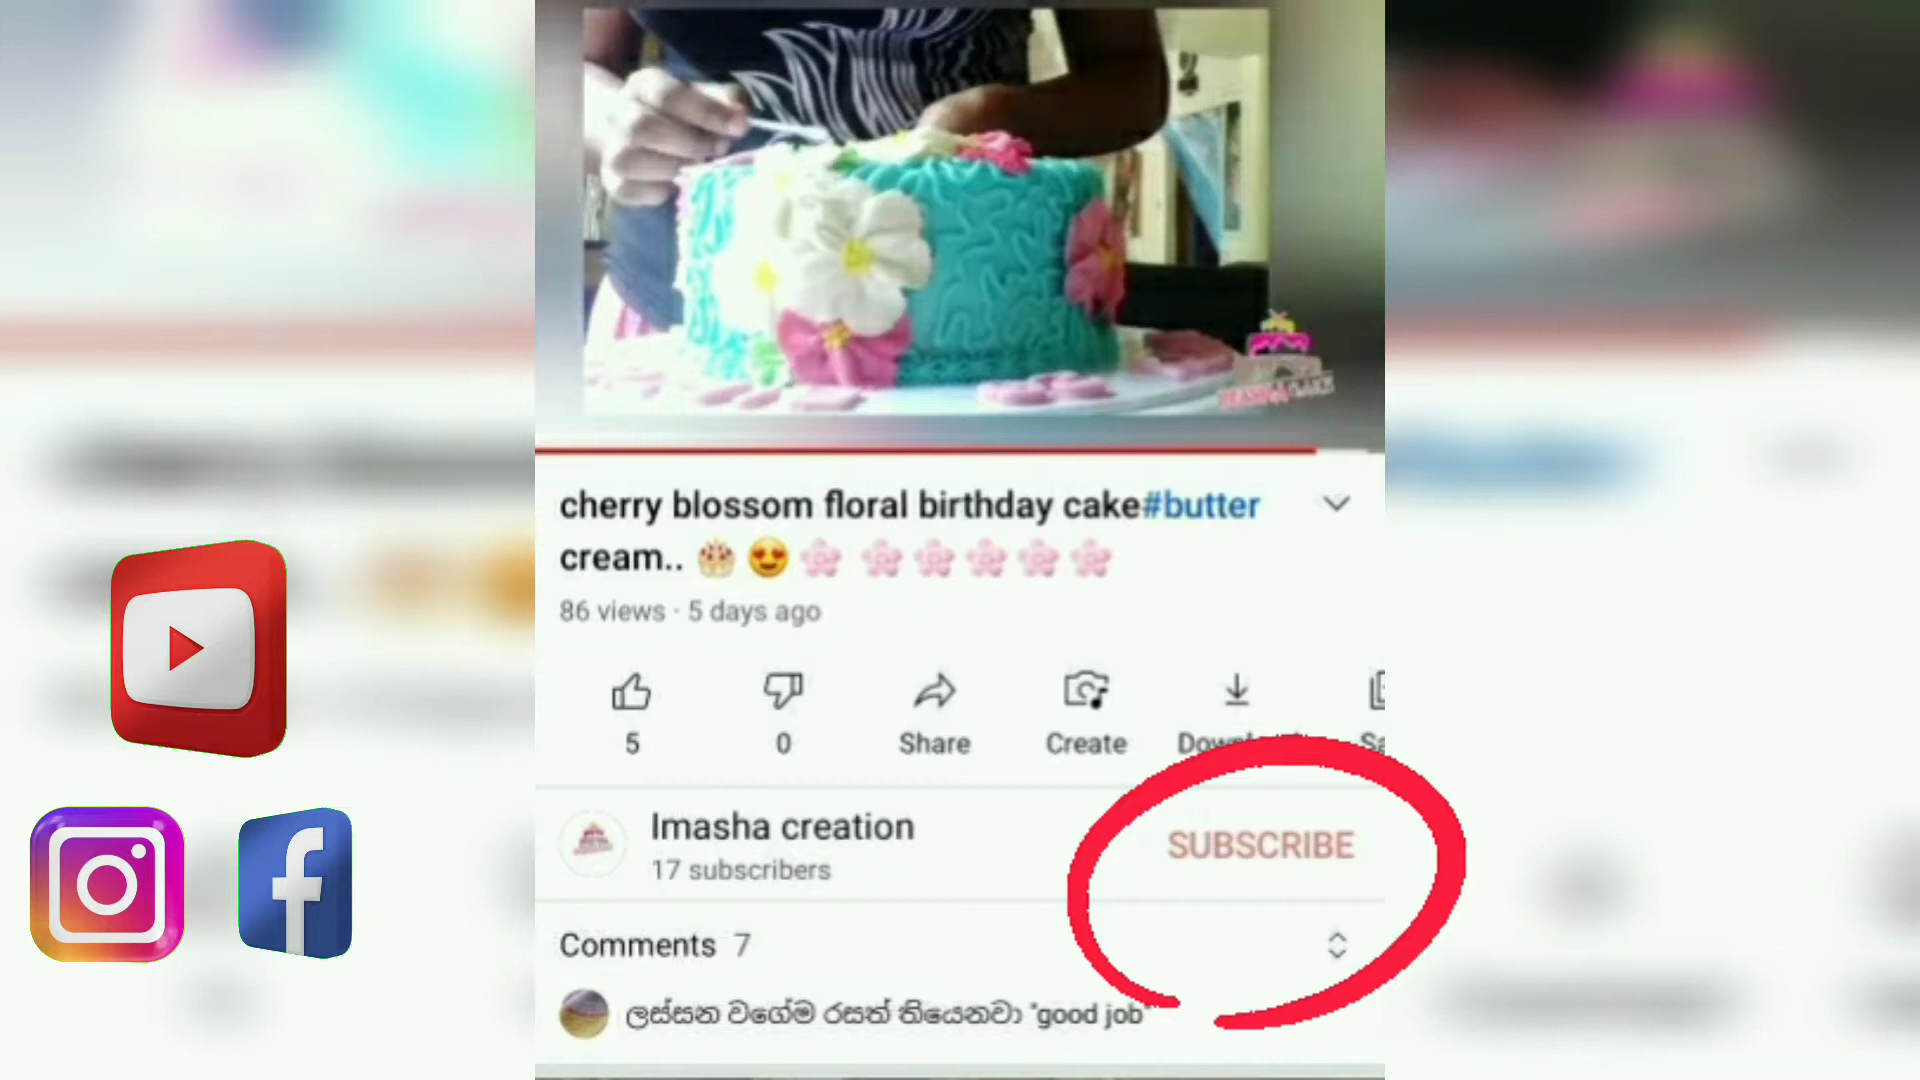 cherry blossom floral birthday cake#butter
cream.. 🎂 😍 🌸 🌸 🌸 🌸 🌸 🌸
86 views · 5 days ago
5
0
Share
Create
Imasha creation
17 subscribers
SUBSCRIBE
Comments 7
ලස්සන වගේම රසත් තියෙනවා "good job"